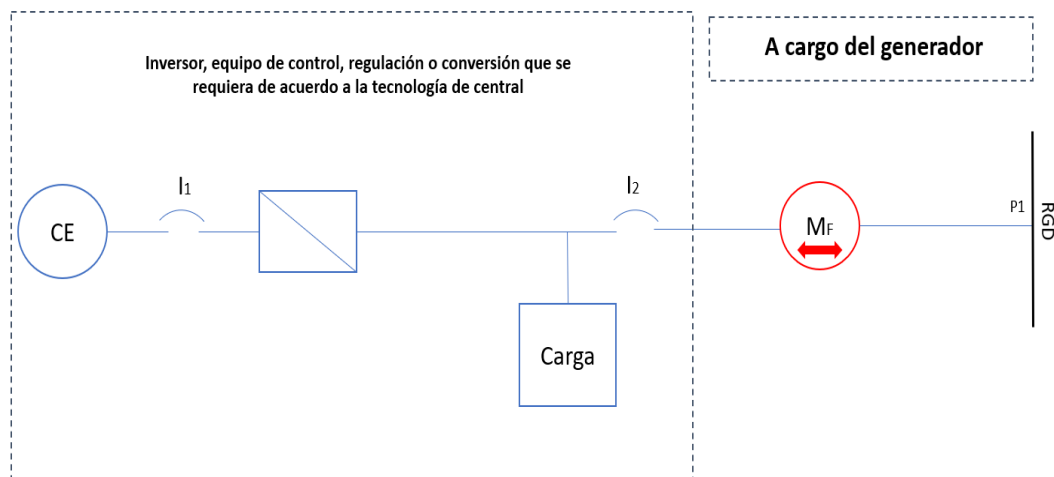 Inversor, equipo de control, regulación o conversión que se
requiera de acuerdo a la tecnología de central
A cargo del generador
CE
I1
I2
MF
P1
RGD
Carga